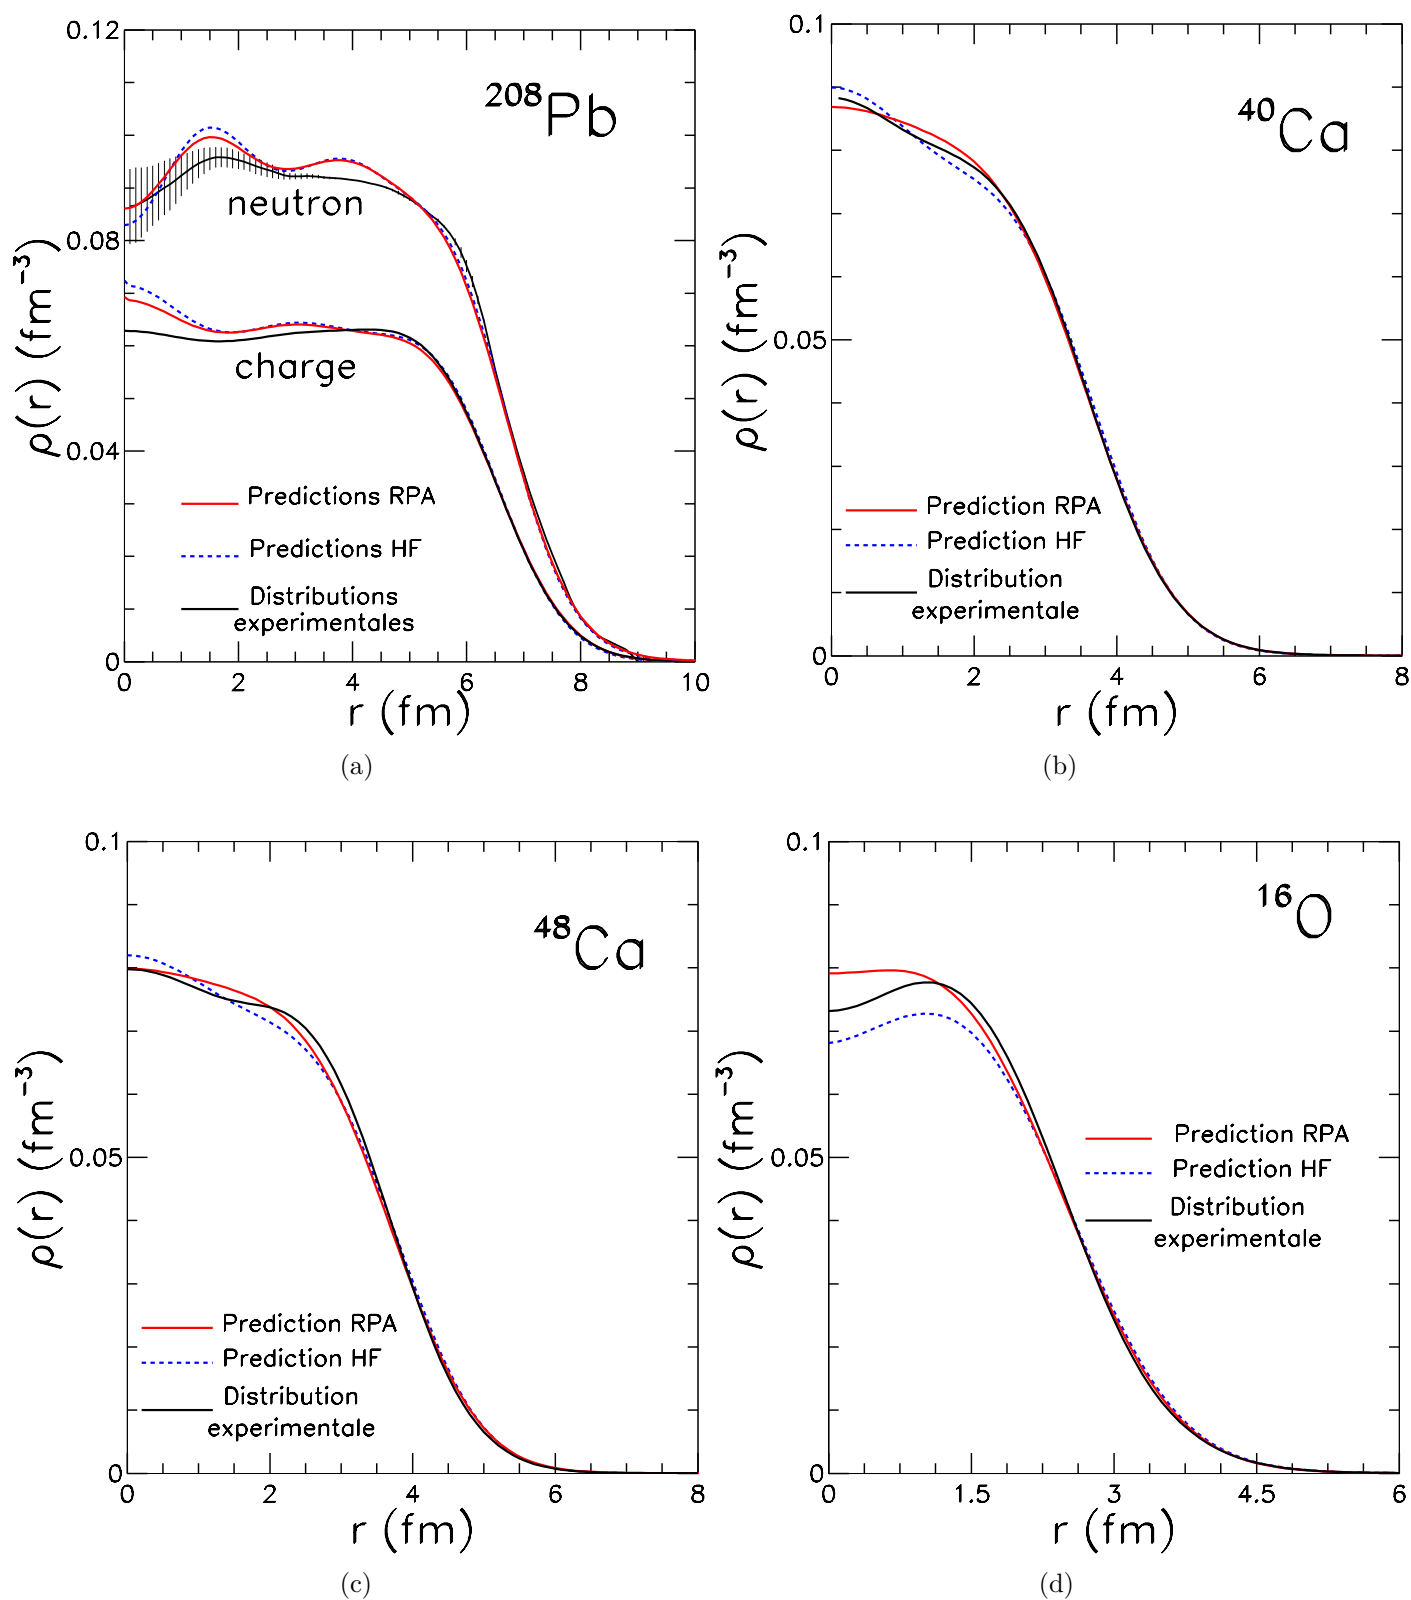 0.12
0.08
0.04
0
ρ(r) (fm⁻³)
²⁰⁸Pb
neutron
charge
Predictions RPA
Predictions HF
Distributions
experimentales
0 2 4 6 8 10
r (fm)
(a)
0.1
0.05
0
ρ(r) (fm⁻³)
⁴⁰Ca
Prediction RPA
Prediction HF
Distribution
experimentale
0 2 4 6 8
r (fm)
(b)
0.1
0.05
0
ρ(r) (fm⁻³)
⁴⁸Ca
Prediction RPA
Prediction HF
Distribution
experimentale
0 2 4 6 8
r (fm)
(c)
0.1
0.05
0
ρ(r) (fm⁻³)
¹⁶O
Prediction RPA
Prediction HF
Distribution
experimentale
0 1.5 3 4.5 6
r (fm)
(d)